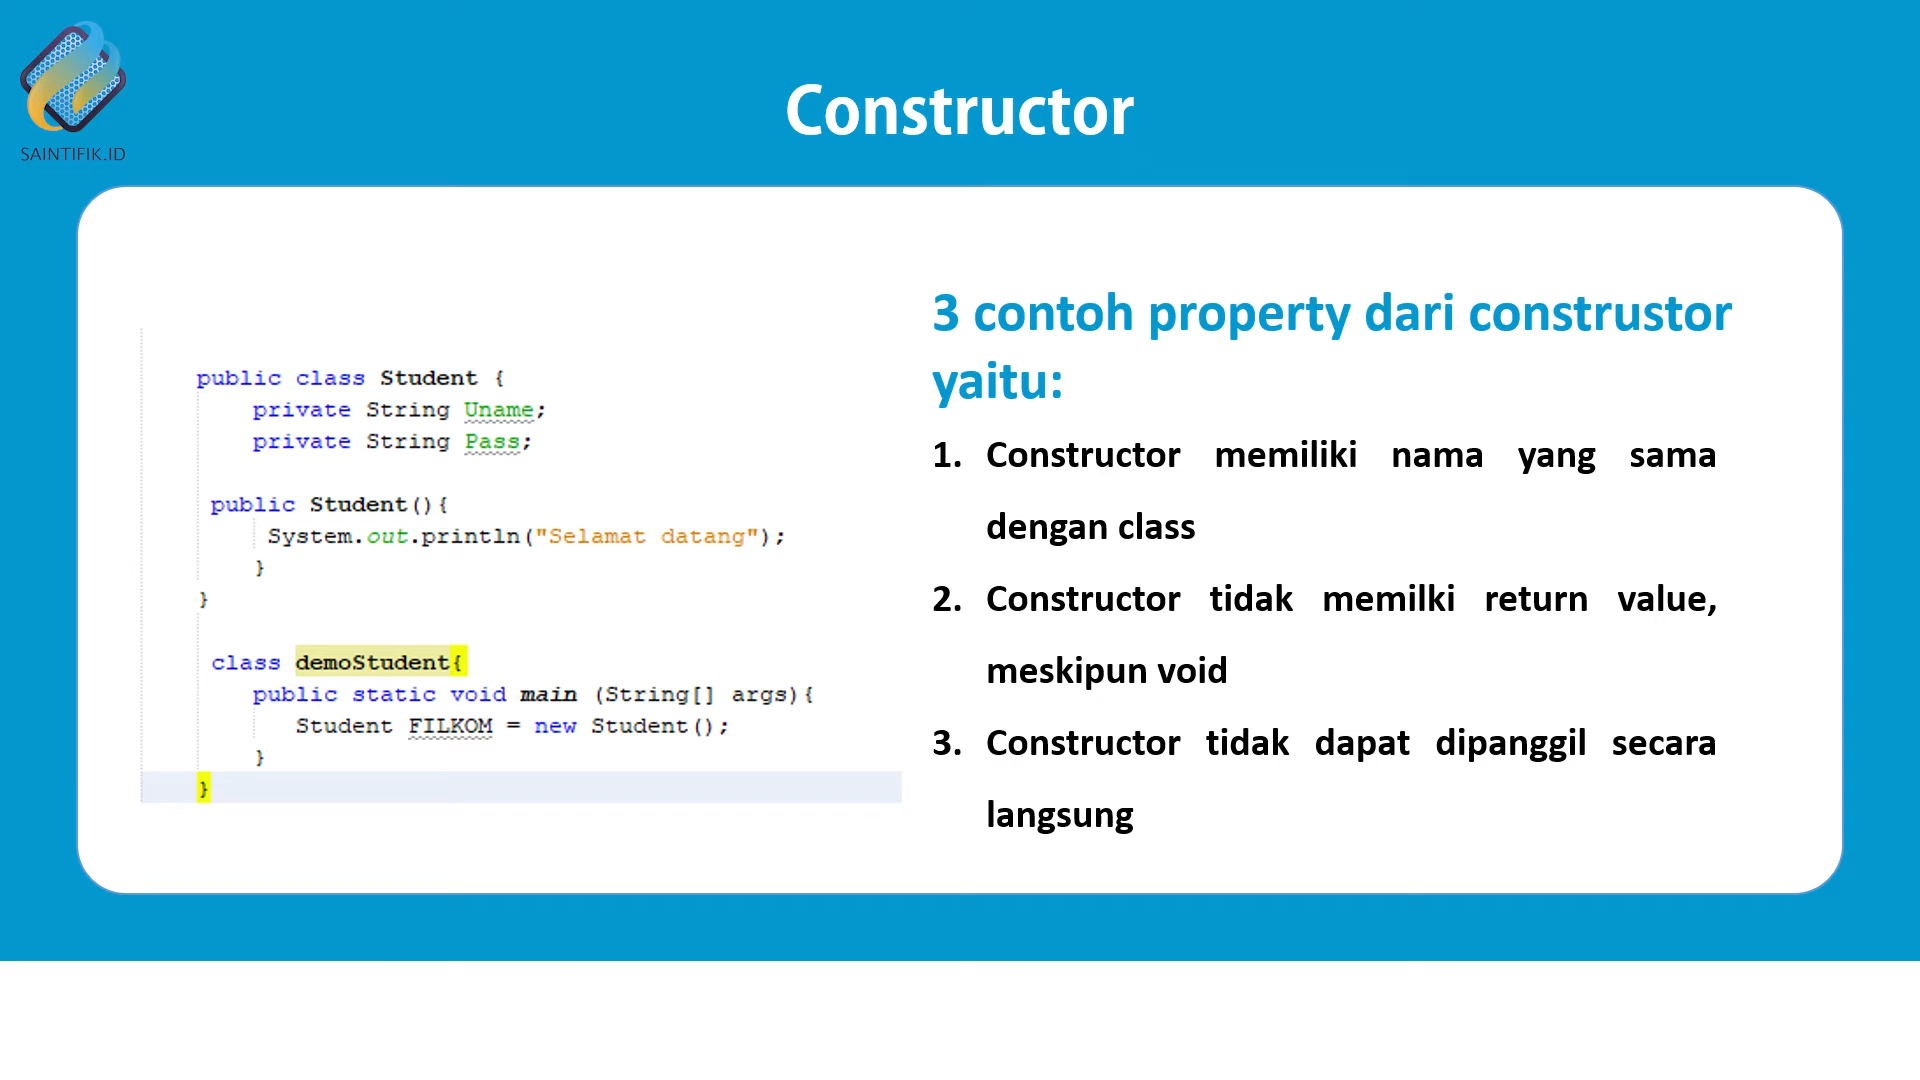 SAINTIFIK.ID
Constructor
public class Student {
private String Uname;
private String Pass;
public Student(){
System.out.println("Selamat datang");
}
}
class demoStudent{
public static void main (String[] args){
Student FILKOM = new Student();
}
}
3 contoh property dari construstor
yaitu:
1. Constructor memiliki nama yang sama
dengan class
2. Constructor tidak memilki return value,
meskipun void
3. Constructor tidak dapat dipanggil secara
langsung